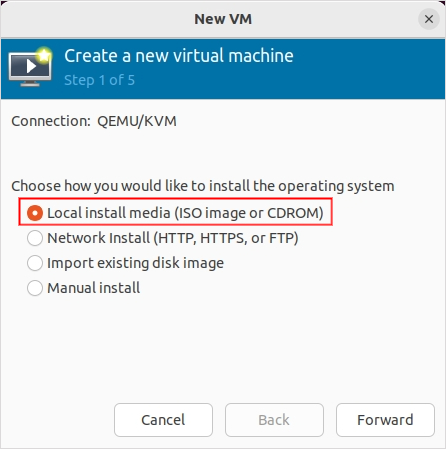 New VM
Create a new virtual machine
Step 1 of 5
Connection: QEMU/KVM
Choose how you would like to install the operating system
Local install media (ISO image or CDROM)
Network Install (HTTP, HTTPS, or FTP)
Import existing disk image
Manual install
Cancel Back Forward